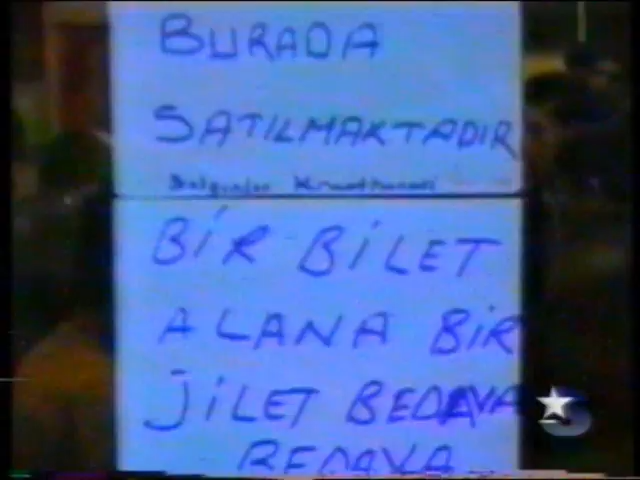 BURADA
SATILMAKTADIR
BİR BİLET
ALANA BİR
JİLET BEDAVA
BEDAVA